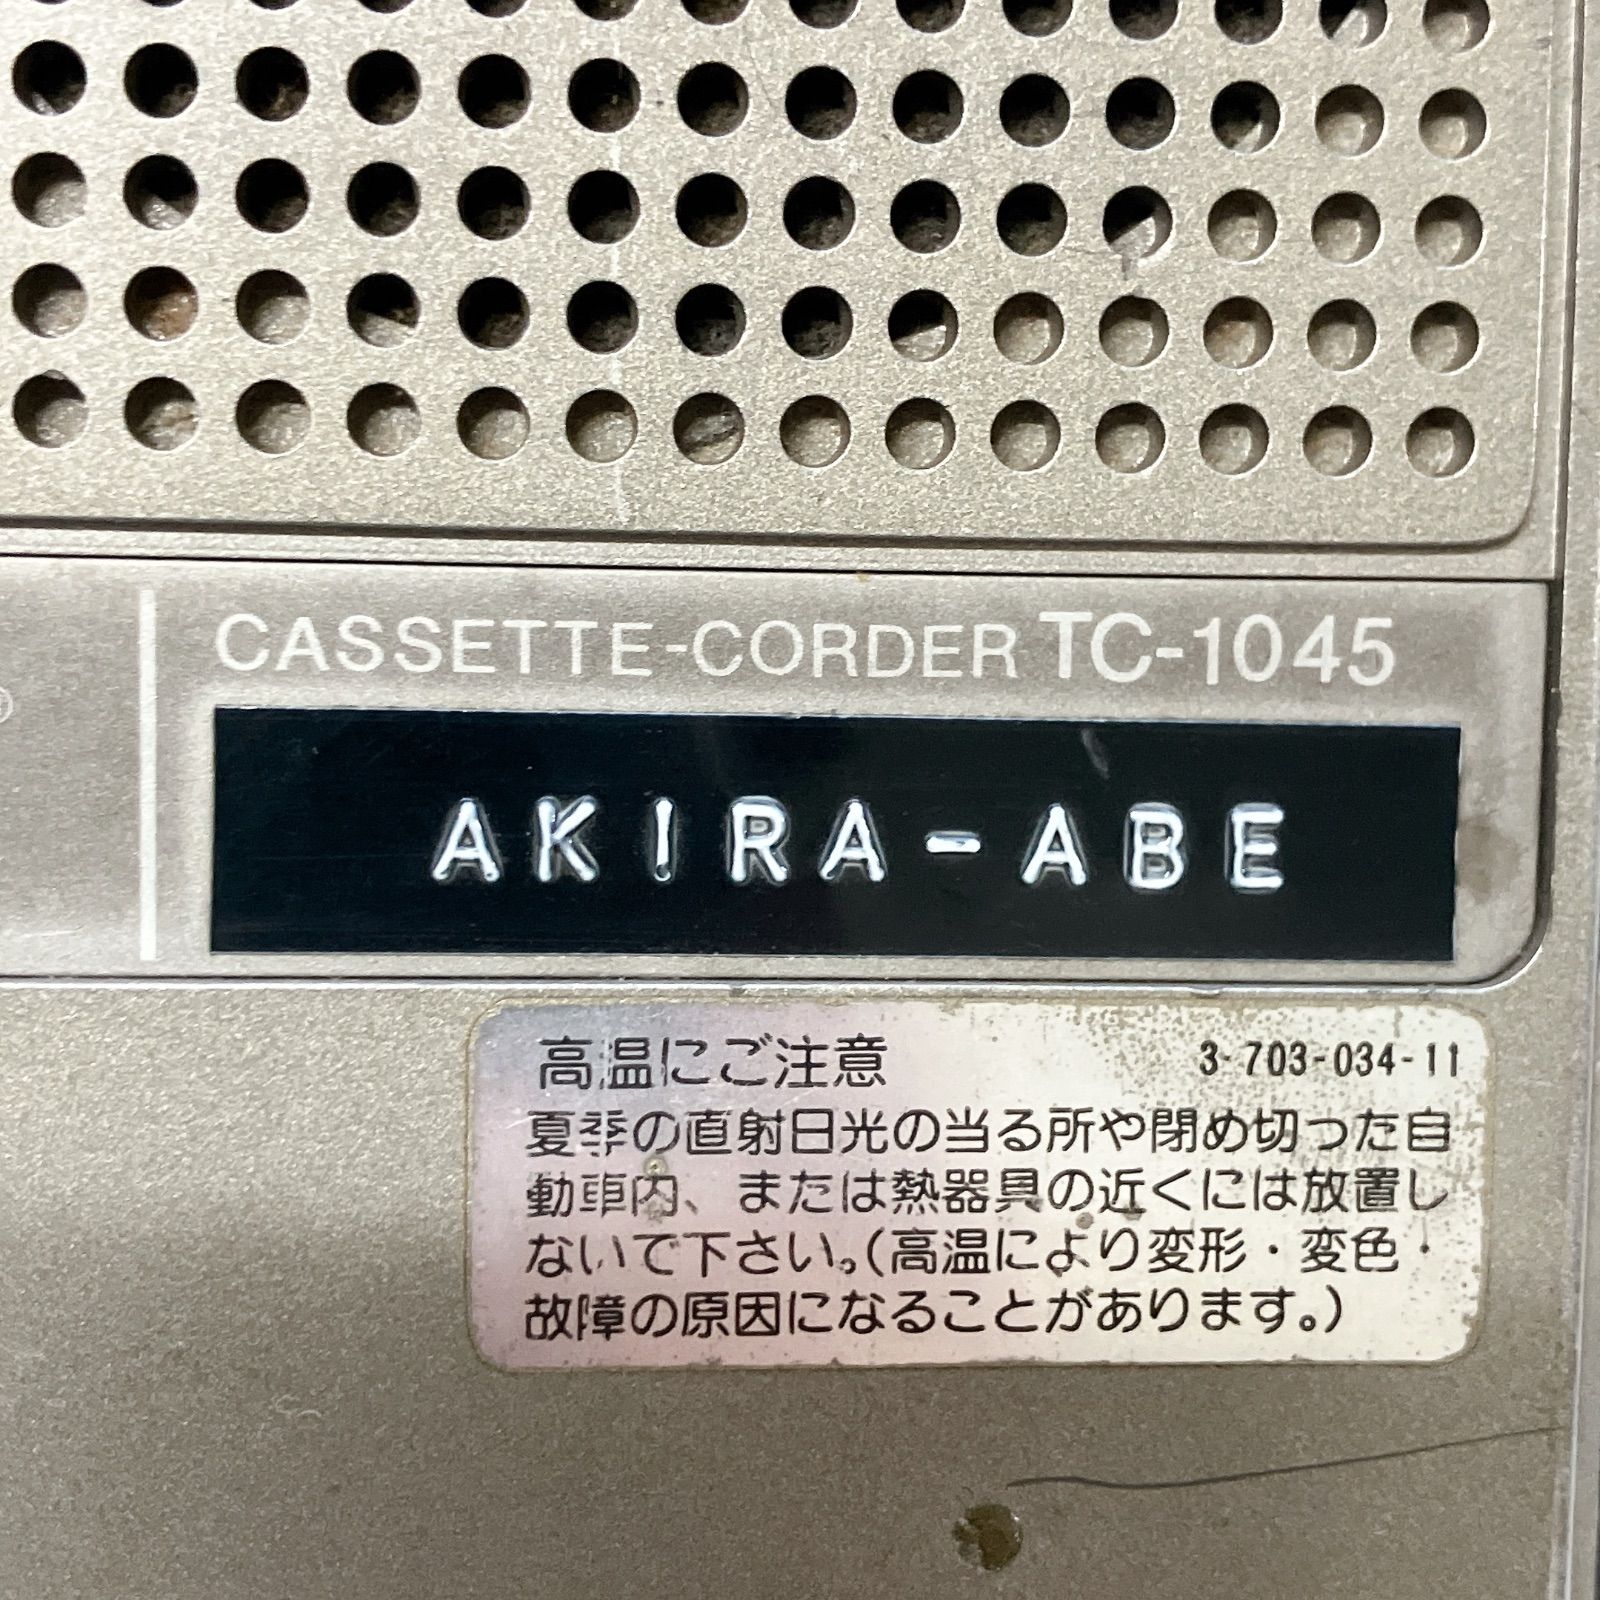 ®
CASSETTE-CORDER TC-1045
AKIRA-ABE
高温にご注意 3-703-034-11
夏季の直射日光の当る所や閉め切った自
動車内、または熱器具の近くには放置し
ないで下さい。(高温により変形・変色・
故障の原因になることがあります。)